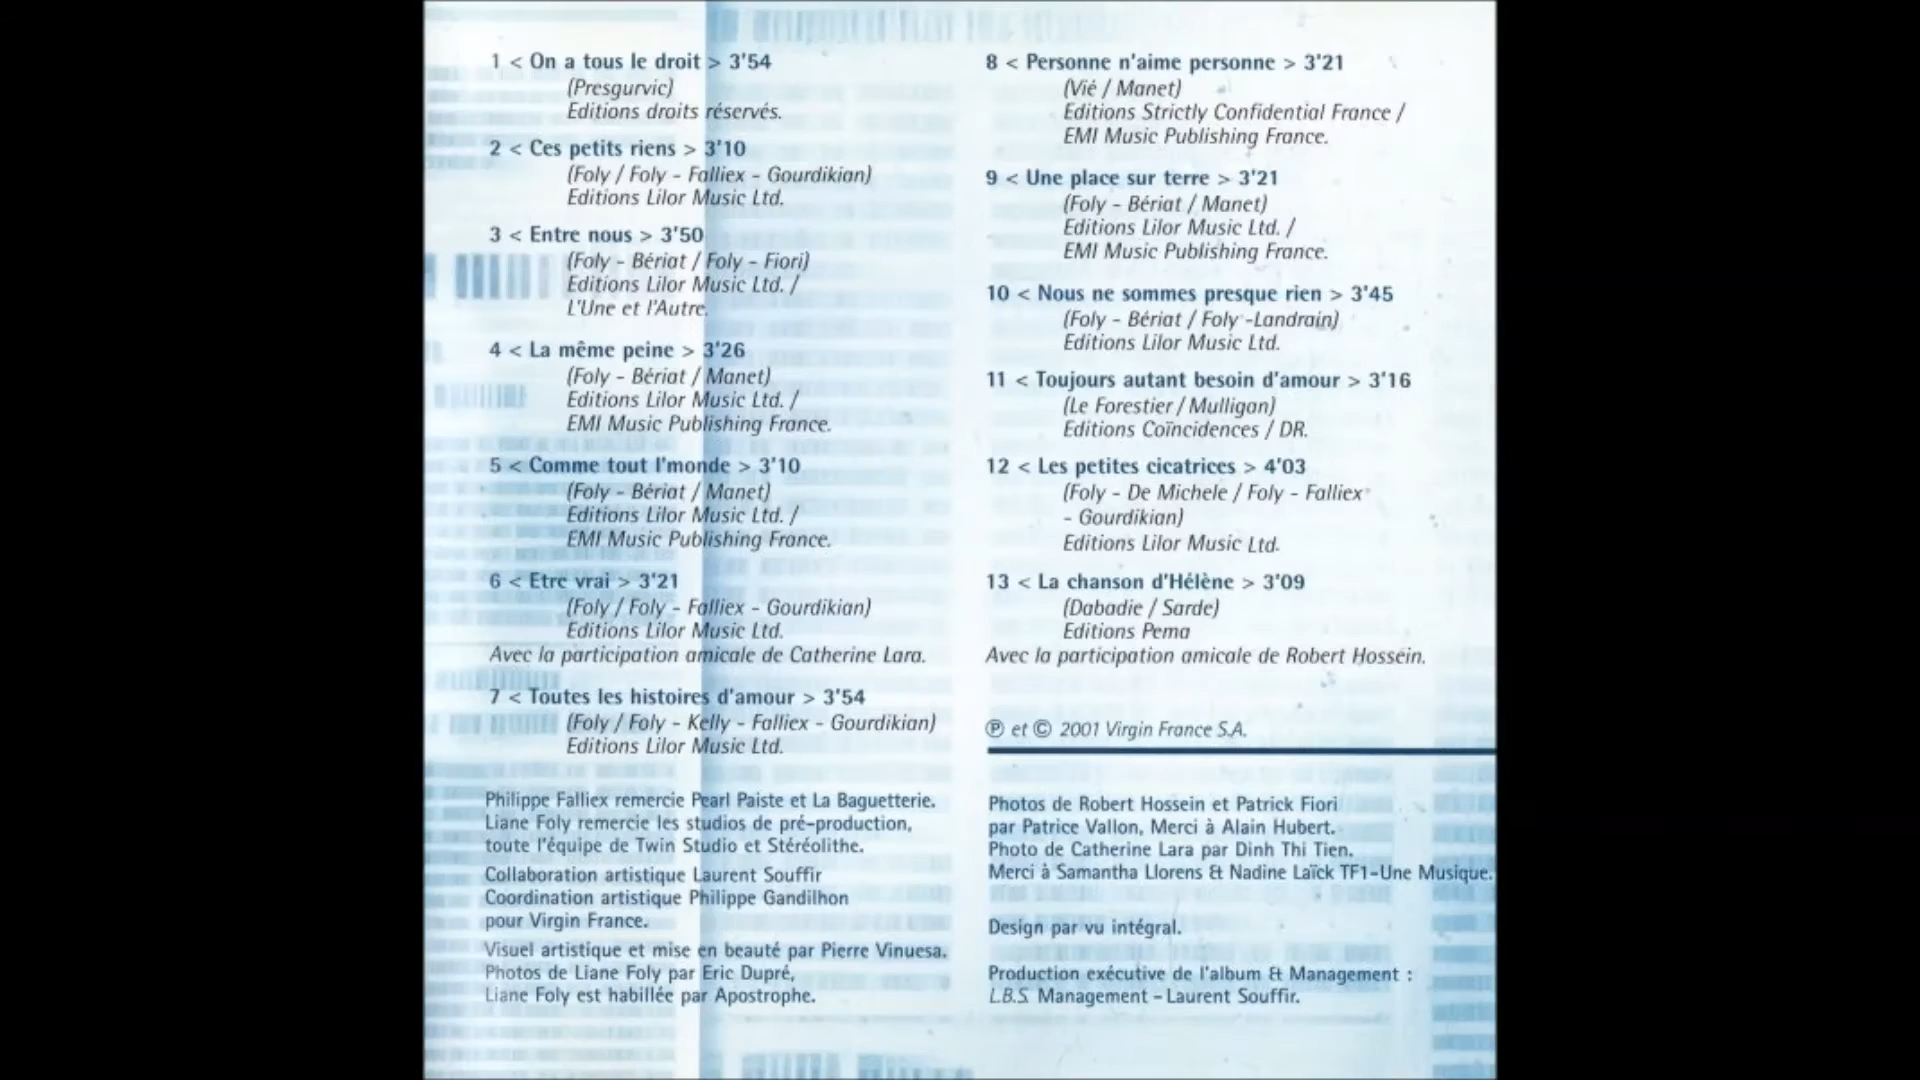 1 < On a tous le droit > 3'54
(Presgurvic)
Editions droits réservés.
2 < Ces petits riens > 3'10
(Foly / Foly - Falliex - Gourdikian)
Editions Lilor Music Ltd.
3 < Entre nous > 3'50
(Foly - Bériat / Foly - Fiori)
Editions Lilor Music Ltd. /
L'Une et l'Autre.
4 < La même peine > 3'26
(Foly - Bériat / Manet)
Editions Lilor Music Ltd. /
EMI Music Publishing France.
5 < Comme tout l'monde > 3'10
(Foly - Bériat / Manet)
Editions Lilor Music Ltd. /
EMI Music Publishing France.
6 < Etre vrai > 3'21
(Foly / Foly - Falliex - Gourdikian)
Editions Lilor Music Ltd.
Avec la participation amicale de Catherine Lara.
7 < Toutes les histoires d'amour > 3'54
(Foly / Foly - Kelly - Falliex - Gourdikian)
Editions Lilor Music Ltd.
Philippe Falliex remercie Pearl Paiste et La Baguetterie.
Liane Foly remercie les studios de pré-production,
toute l'équipe de Twin Studio et Stéréolithe.
Collaboration artistique Laurent Souffir
Coordination artistique Philippe Gandilhon
pour Virgin France.
Visuel artistique et mise en beauté par Pierre Vinuesa.
Photos de Liane Foly par Eric Dupré,
Liane Foly est habillée par Apostrophe.
8 < Personne n'aime personne > 3'21
(Vié / Manet)
Editions Strictly Confidential France /
EMI Music Publishing France.
9 < Une place sur terre > 3'21
(Foly - Bériat / Manet)
Editions Lilor Music Ltd. /
EMI Music Publishing France.
10 < Nous ne sommes presque rien > 3'45
(Foly - Bériat / Foly -Landrain)
Editions Lilor Music Ltd.
11 < Toujours autant besoin d'amour > 3'16
(Le Forestier / Mulligan)
Editions Coïncidences / DR.
12 < Les petites cicatrices > 4'03
(Foly - De Michele / Foly - Falliex
- Gourdikian)
Editions Lilor Music Ltd.
13 < La chanson d'Hélène > 3'09
(Dabadie / Sarde)
Editions Pema
Avec la participation amicale de Robert Hossein.
℗ et © 2001 Virgin France S.A.
Photos de Robert Hossein et Patrick Fiori
par Patrice Vallon, Merci à Alain Hubert.
Photo de Catherine Lara par Dinh Thi Tien.
Merci à Samantha Llorens & Nadine Laïck TF1-Une Musique.
Design par vu intégral.
Production exécutive de l'album & Management :
L.B.S. Management - Laurent Souffir.